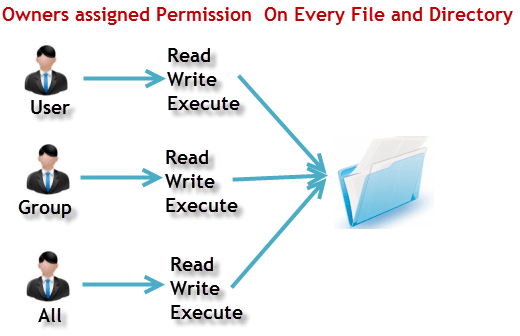 Owners assigned Permission On Every File and Directory
User
Read
Write
Execute
Group
Read
Write
Execute
All
Read
Write
Execute